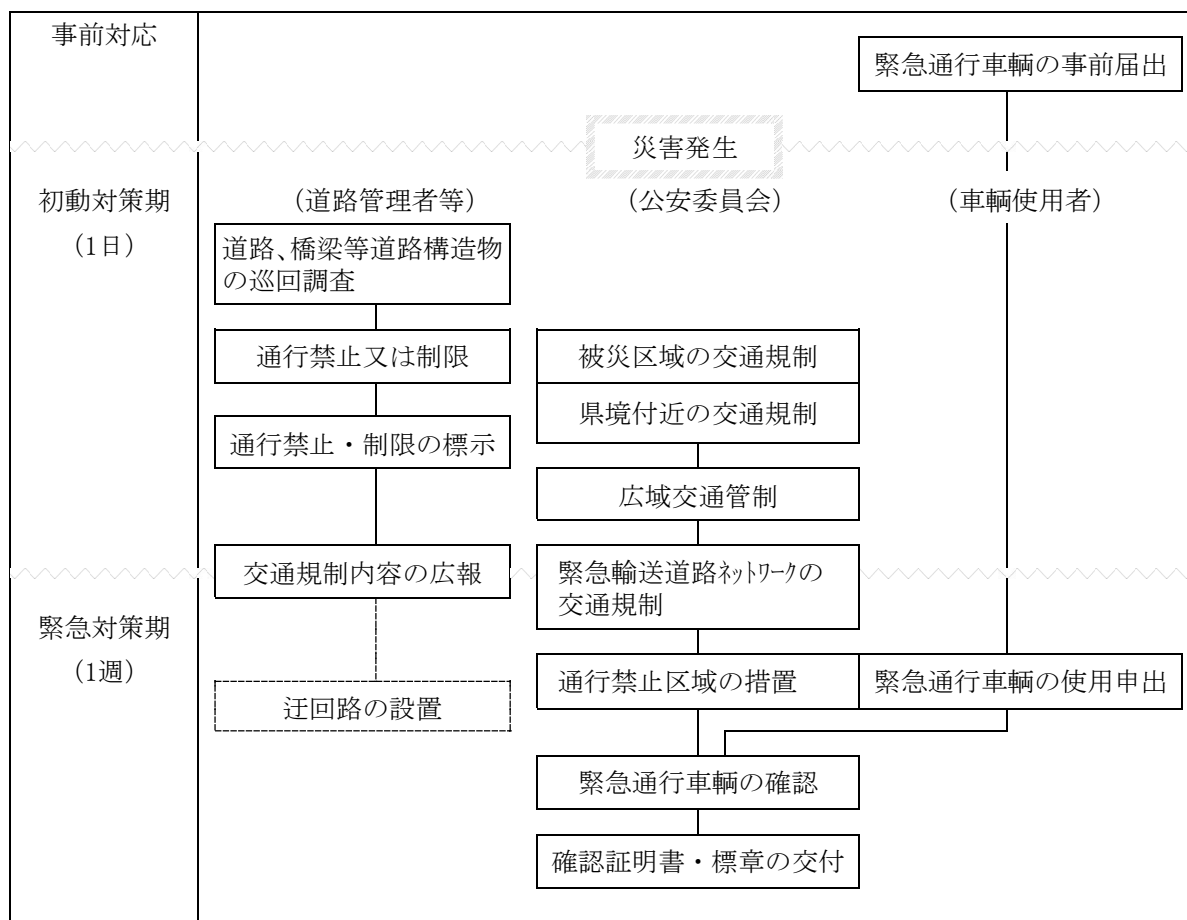 事前対応
緊急通行車輌の事前届出
災害発生
初動対策期
（1日）
（道路管理者等）
（公安委員会）
（車輌使用者）
道路、橋梁等道路構造物
の巡回調査
通行禁止又は制限
被災区域の交通規制
県境付近の交通規制
通行禁止・制限の標示
広域交通管制
交通規制内容の広報
緊急輸送道路ﾈｯﾄﾜｰｸの
交通規制
緊急対策期
（1週）
通行禁止区域の措置
緊急通行車輌の使用申出
迂回路の設置
緊急通行車輌の確認
確認証明書・標章の交付